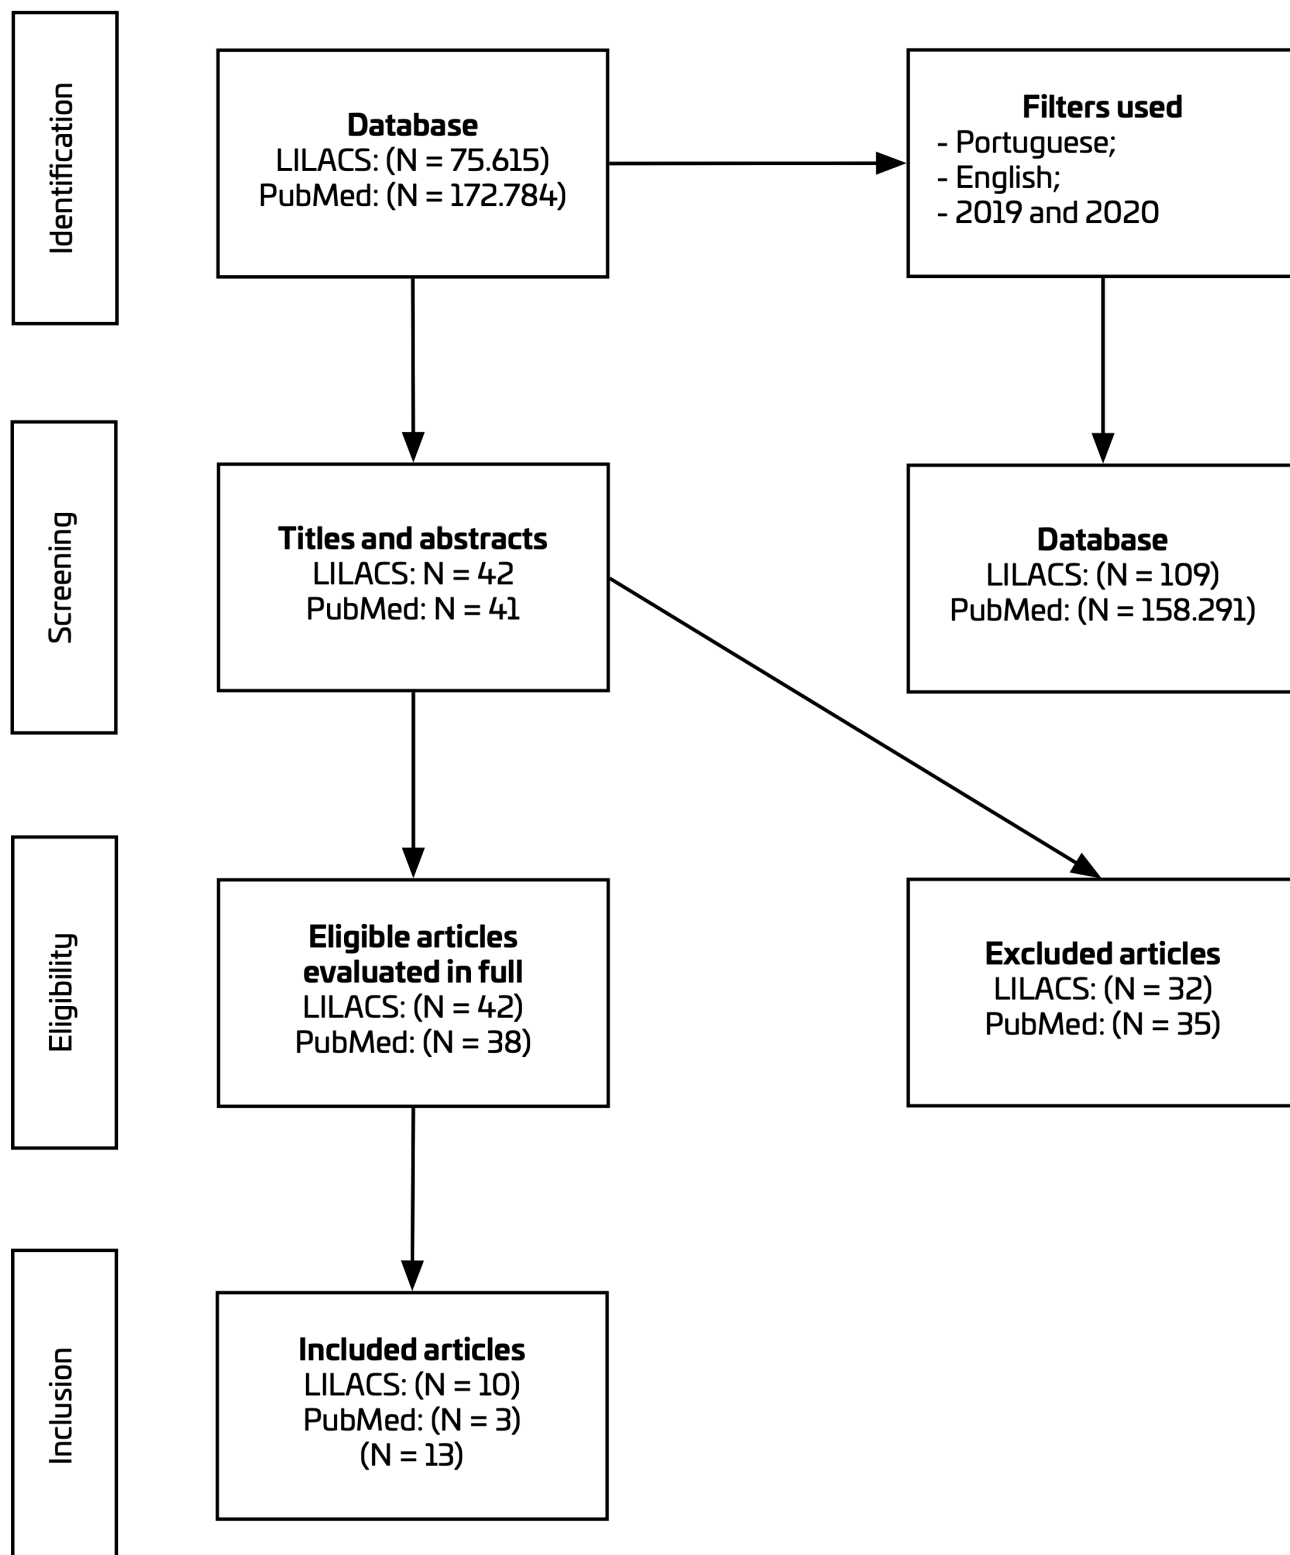 Identification
Database
LILACS: (N = 75.615)
PubMed: (N = 172.784)
Filters used
- Portuguese;
- English;
- 2019 and 2020
Screening
Titles and abstracts
LILACS: N = 42
PubMed: N = 41
Database
LILACS: (N = 109)
PubMed: (N = 158.291)
Eligibility
Eligible articles
evaluated in full
LILACS: (N = 42)
PubMed: (N = 38)
Excluded articles
LILACS: (N = 32)
PubMed: (N = 35)
Inclusion
Included articles
LILACS: (N = 10)
PubMed: (N = 3)
(N = 13)